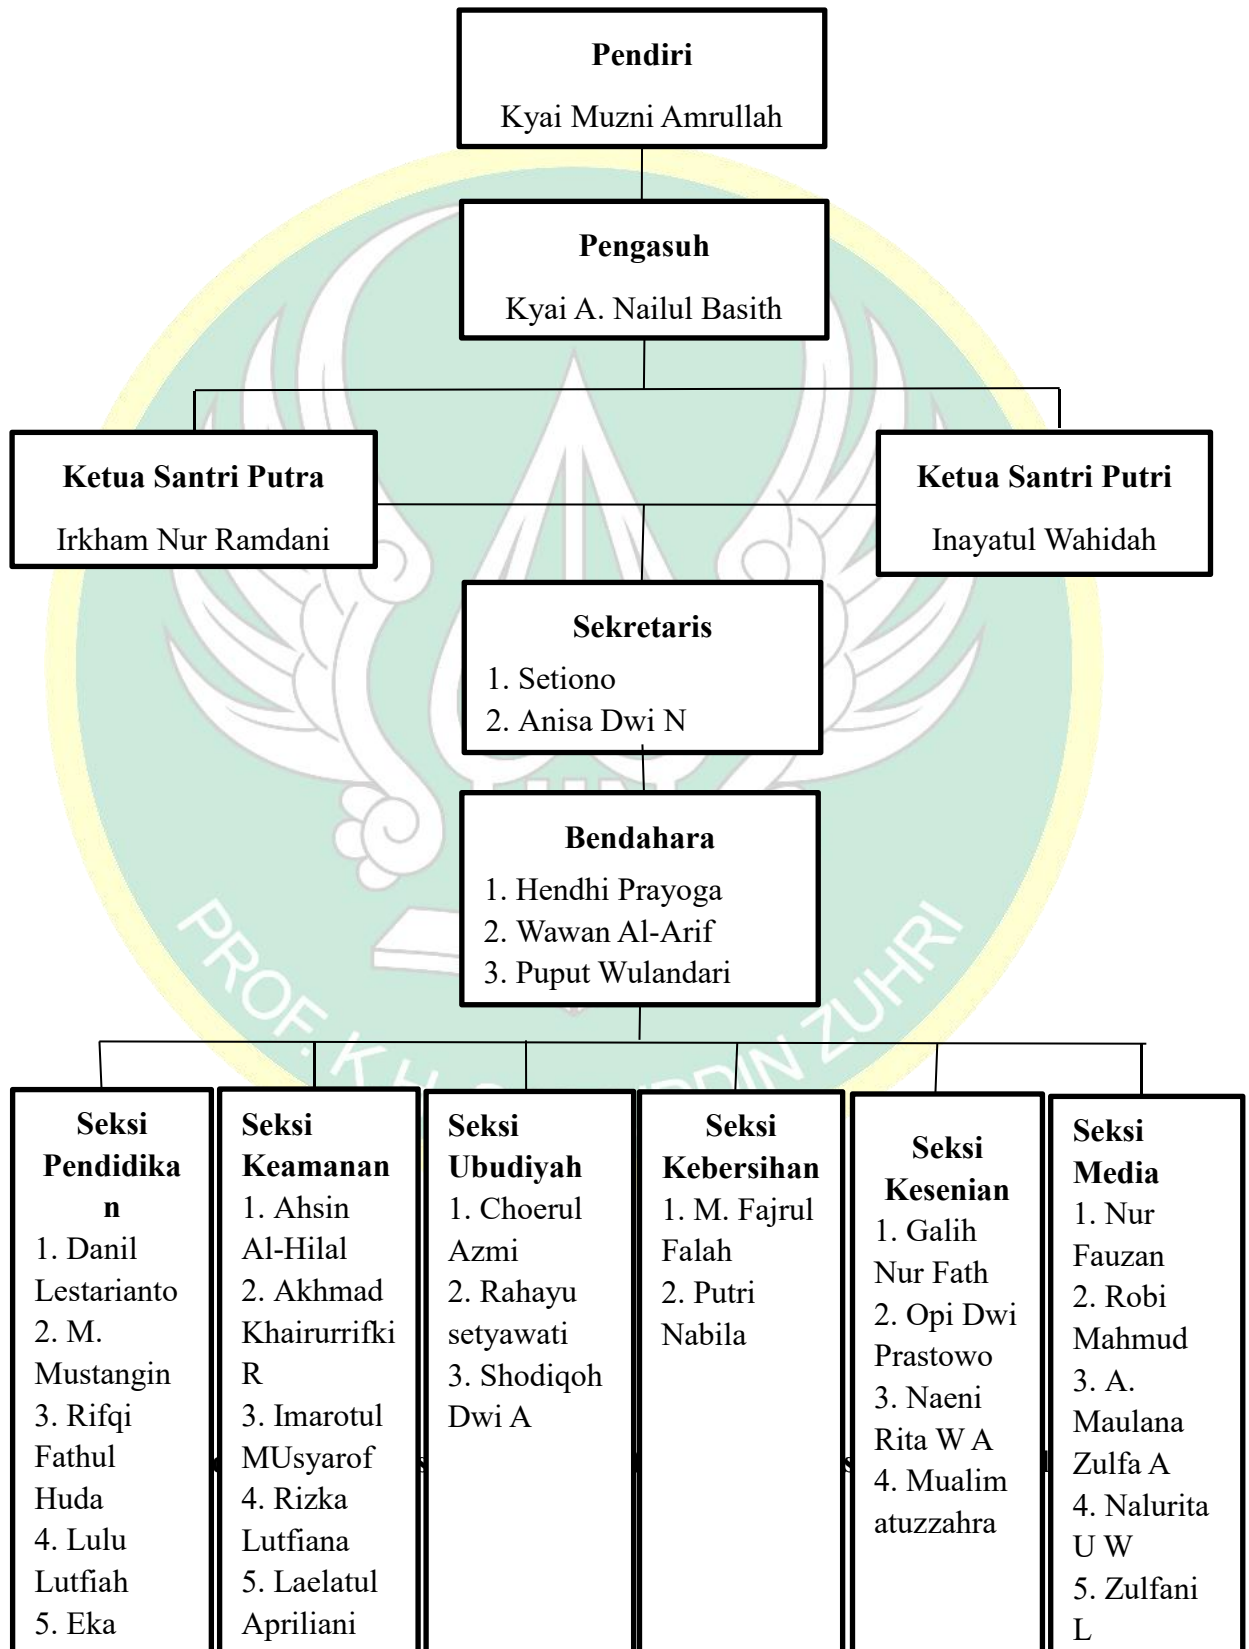 Pendiri
Kyai Muzni Amrullah
Pengasuh
Kyai A. Nailul Basith
Ketua Santri Putra
Irkham Nur Ramdani
Ketua Santri Putri
Inayatul Wahidah
Sekretaris
1. Setiono
2. Anisa Dwi N
Bendahara
1. Hendhi Prayoga
2. Wawan Al-Arif
3. Puput Wulandari
PROF. K.H. ZUHRI
Seksi
Pendidika
n
1. Danil
Lestarianto
2. M.
Mustangin
3. Rifqi
Fathul
Huda
4. Lulu
Lutfiah
5. Eka
Seksi
Keamanan
1. Ahsin
Al-Hilal
2. Akhmad
Khairurrifki
R
3. Imarotul
MUsyarof
4. Rizka
Lutfiana
5. Laelatul
Apriliani
Seksi
Ubudiyah
1. Choerul
Azmi
2. Rahayu
setyawati
3. Shodiqoh
Dwi A
Seksi
Kebersihan
1. M. Fajrul
Falah
2. Putri
Nabila
Seksi
Kesenian
1. Galih
Nur Fath
2. Opi Dwi
Prastowo
3. Naeni
Rita W A
4. Mualim
atuzzahra
Seksi
Media
1. Nur
Fauzan
2. Robi
Mahmud
3. A.
Maulana
Zulfa A
4. Nalurita
U W
5. Zulfani
L